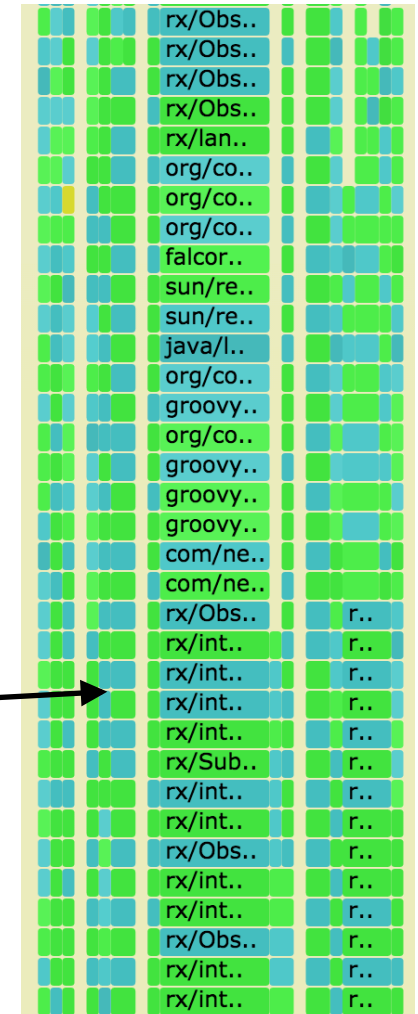 rx/Obs..
rx/Obs..
rx/Obs..
rx/Obs..
rx/lan..
org/co..
org/co..
org/co..
falcor..
sun/re..
sun/re..
java/l..
org/co..
groovy..
org/co..
groovy..
groovy..
groovy..
com/ne..
com/ne..
rx/Obs.. r..
rx/int.. r..
rx/int.. r..
rx/int.. r..
rx/int.. r..
rx/Sub.. r..
rx/int.. r..
rx/int.. r..
rx/Obs.. r..
rx/int.. r..
rx/int.. r..
rx/Obs.. r..
rx/int.. r..
rx/int.. r..